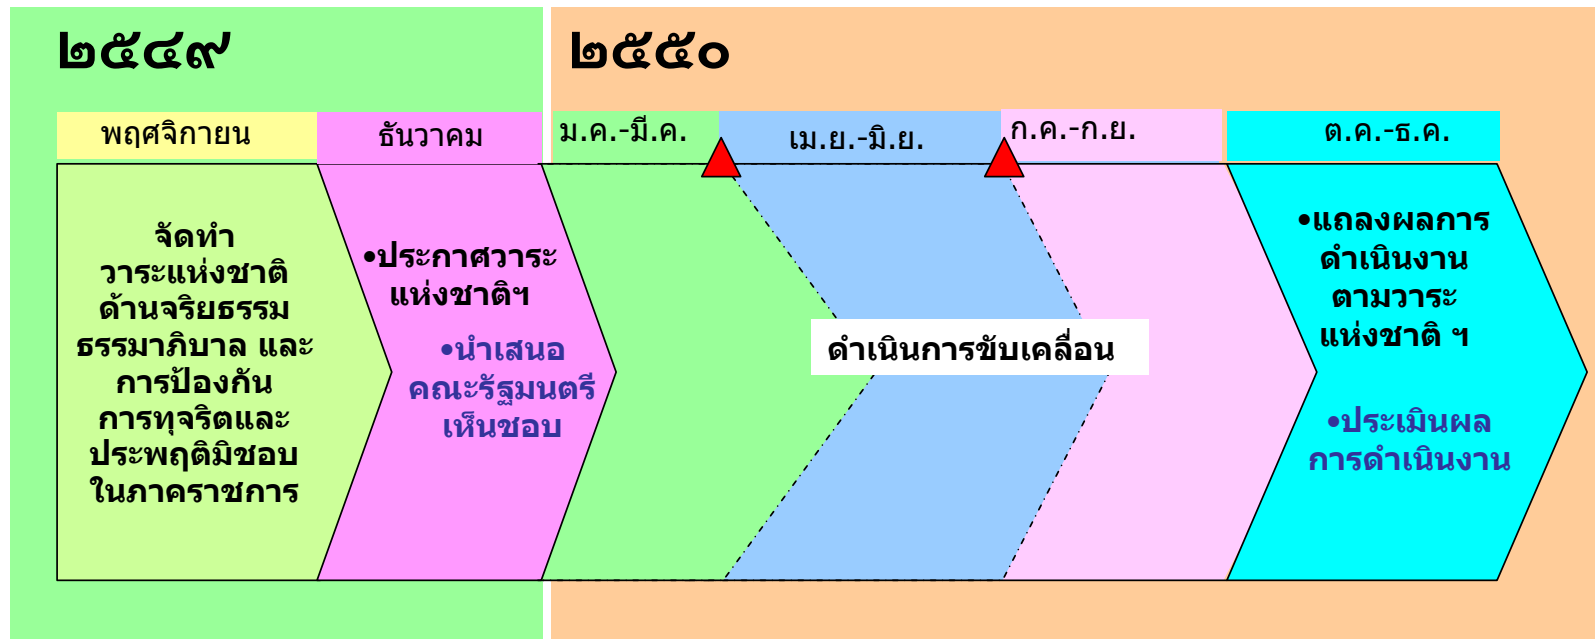 ๒๕๔๙
๒๕๕๐
พฤศจิกายน
ธันวาคม
ม.ค.-มี.ค.
เม.ย.-มิ.ย.
ก.ค.-ก.ย.
ต.ค.-ธ.ค.
จัดทำ
วาระแห่งชาติ
ด้านจริยธรรม
ธรรมาภิบาล และ
การป้องกัน
การทุจริตและ
ประพฤติมิชอบ
ในภาคราชการ
•ประกาศวาระ
แห่งชาติฯ
•นำเสนอ
คณะรัฐมนตรี
เห็นชอบ
ดำเนินการขับเคลื่อน
•แถลงผลการ
ดำเนินงาน
ตามวาระ
แห่งชาติ ฯ
•ประเมินผล
การดำเนินงาน